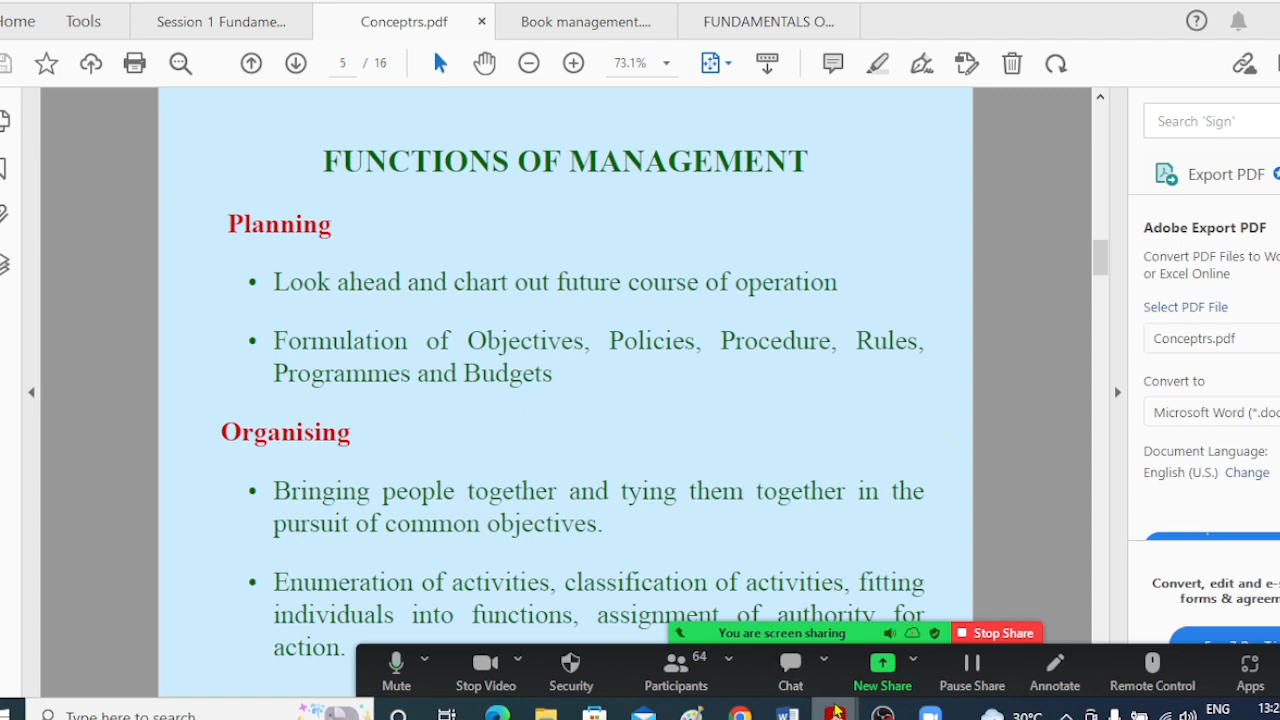 Home Tools Session 1 Fundame... Conceptrs.pdf Book management.... FUNDAMENTALS O...
5 / 16 73.1%
FUNCTIONS OF MANAGEMENT
Planning
• Look ahead and chart out future course of operation
• Formulation of Objectives, Policies, Procedure, Rules,
Programmes and Budgets
Organising
• Bringing people together and tying them together in the
pursuit of common objectives.
• Enumeration of activities, classification of activities, fitting
individuals into functions, assignment of authority for
action.
Search 'Sign'
Export PDF
Adobe Export PDF
Convert PDF Files to Wo
or Excel Online
Select PDF File
Conceptrs.pdf
Convert to
Microsoft Word (*.doc
Document Language:
English (U.S.) Change
Convert, edit and e-s
forms & agreem
You are screen sharing Stop Share
64
Mute Stop Video Security Participants Chat New Share Pause Share Annotate Remote Control Apps
Type here to search
30°C ENG 13:2